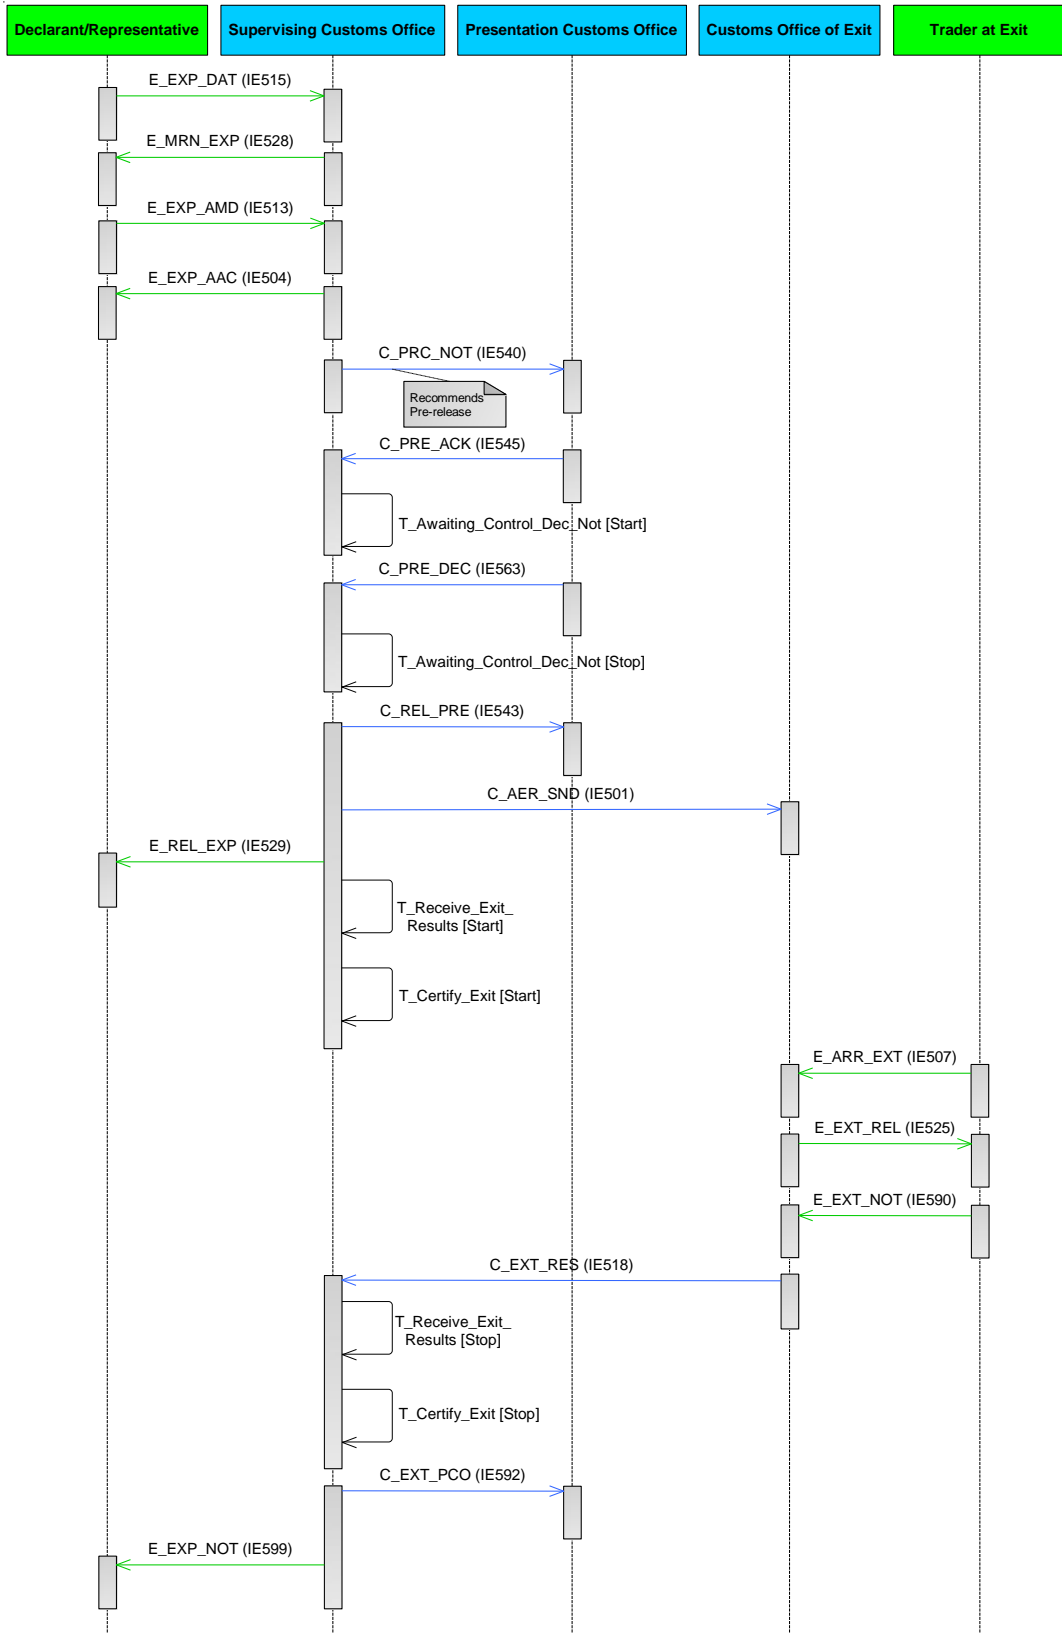 Declarant/Representative
Supervising Customs Office
Presentation Customs Office
Customs Office of Exit
Trader at Exit
E_EXP_DAT (IE515)
E_MRN_EXP (IE528)
E_EXP_AMD (IE513)
E_EXP_AAC (IE504)
C_PRC_NOT (IE540)
Recommends
Pre-release
C_PRE_ACK (IE545)
T_Awaiting_Control_Dec_Not [Start]
C_PRE_DEC (IE563)
T_Awaiting_Control_Dec_Not [Stop]
C_REL_PRE (IE543)
C_AER_SND (IE501)
E_REL_EXP (IE529)
T_Receive_Exit_
Results [Start]
T_Certify_Exit [Start]
E_ARR_EXT (IE507)
E_EXT_REL (IE525)
E_EXT_NOT (IE590)
C_EXT_RES (IE518)
T_Receive_Exit_
Results [Stop]
T_Certify_Exit [Stop]
C_EXT_PCO (IE592)
E_EXP_NOT (IE599)